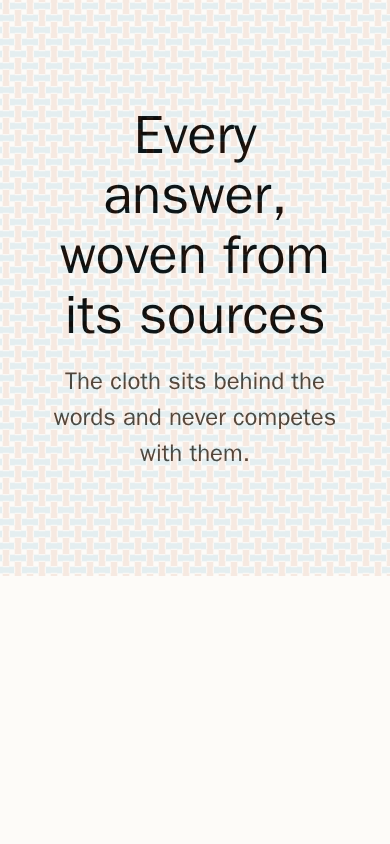 Every
answer,
woven from
its sources
The cloth sits behind the
words and never competes
with them.